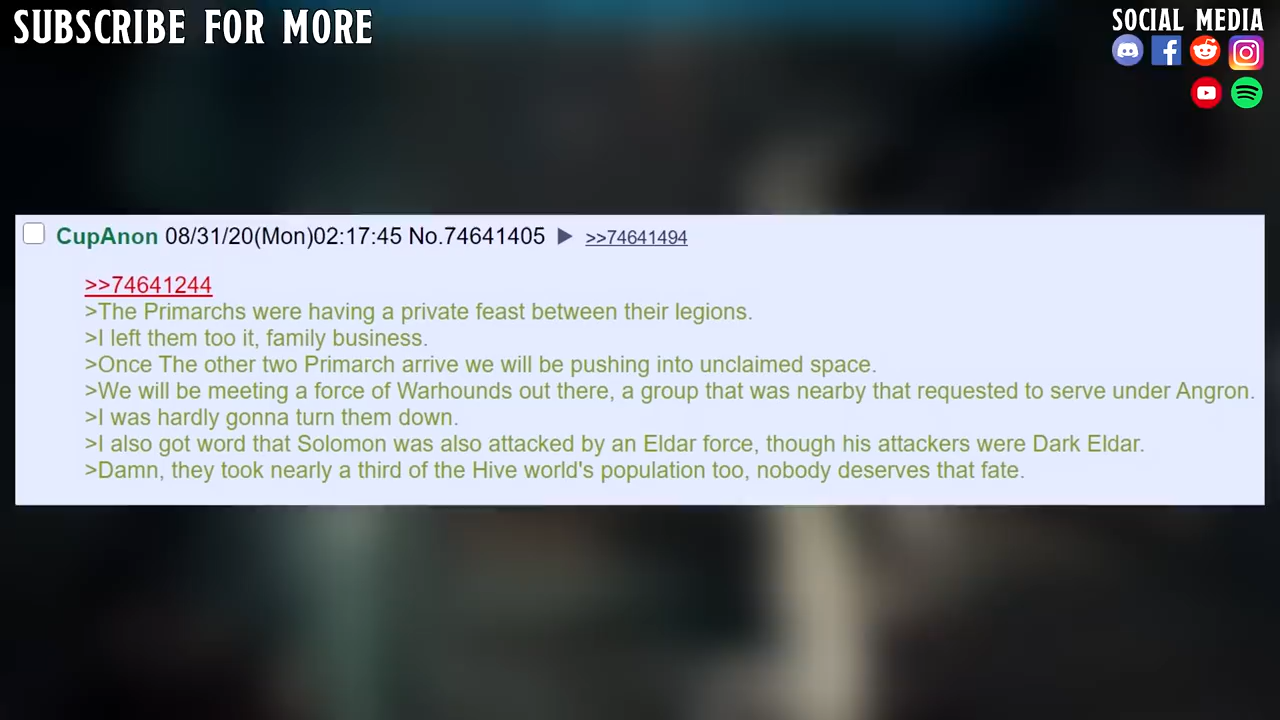 SUBSCRIBE FOR MORE
SOCIAL MEDIA
CupAnon 08/31/20(Mon)02:17:45 No.74641405 ▶ >>74641494
>>74641244
>The Primarchs were having a private feast between their legions.
>I left them too it, family business.
>Once The other two Primarch arrive we will be pushing into unclaimed space.
>We will be meeting a force of Warhounds out there, a group that was nearby that requested to serve under Angron.
>I was hardly gonna turn them down.
>I also got word that Solomon was also attacked by an Eldar force, though his attackers were Dark Eldar.
>Damn, they took nearly a third of the Hive world's population too, nobody deserves that fate.